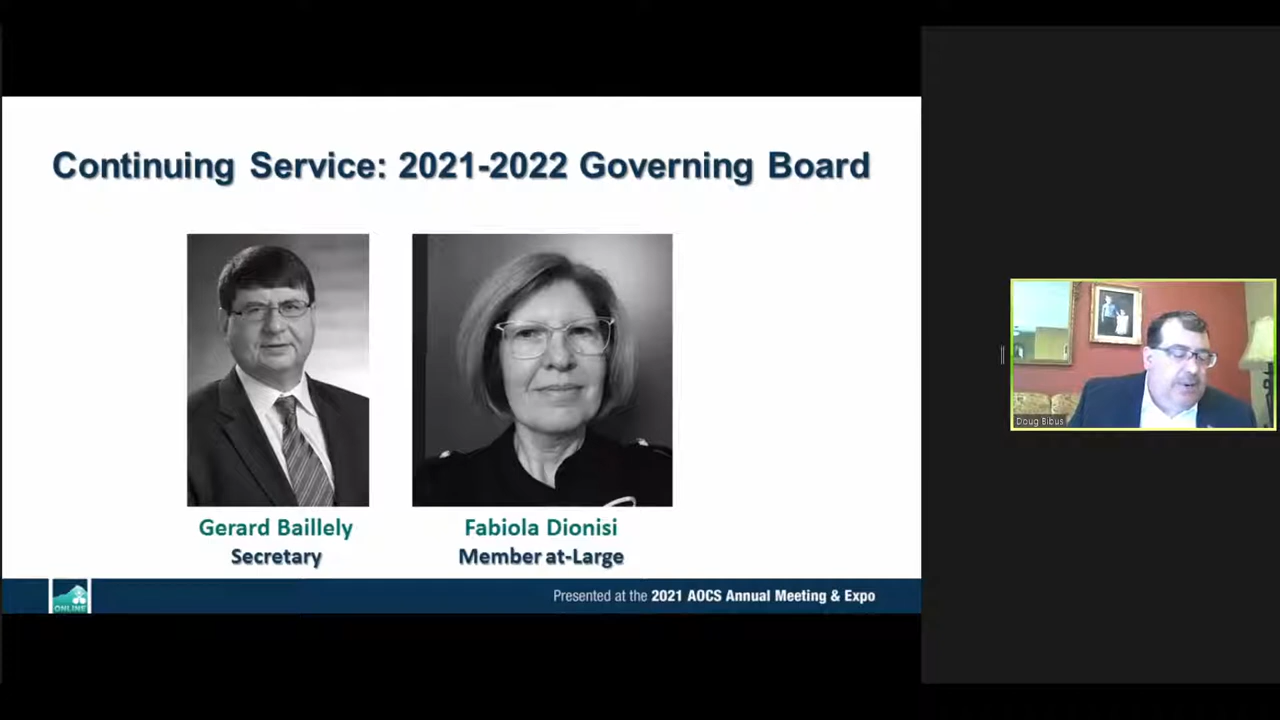 Continuing Service: 2021-2022 Governing Board
Gerard Baillely
Secretary
Fabiola Dionisi
Member at-Large
ONLINE
Presented at the 2021 AOCS Annual Meeting & Expo
Doug Bibus